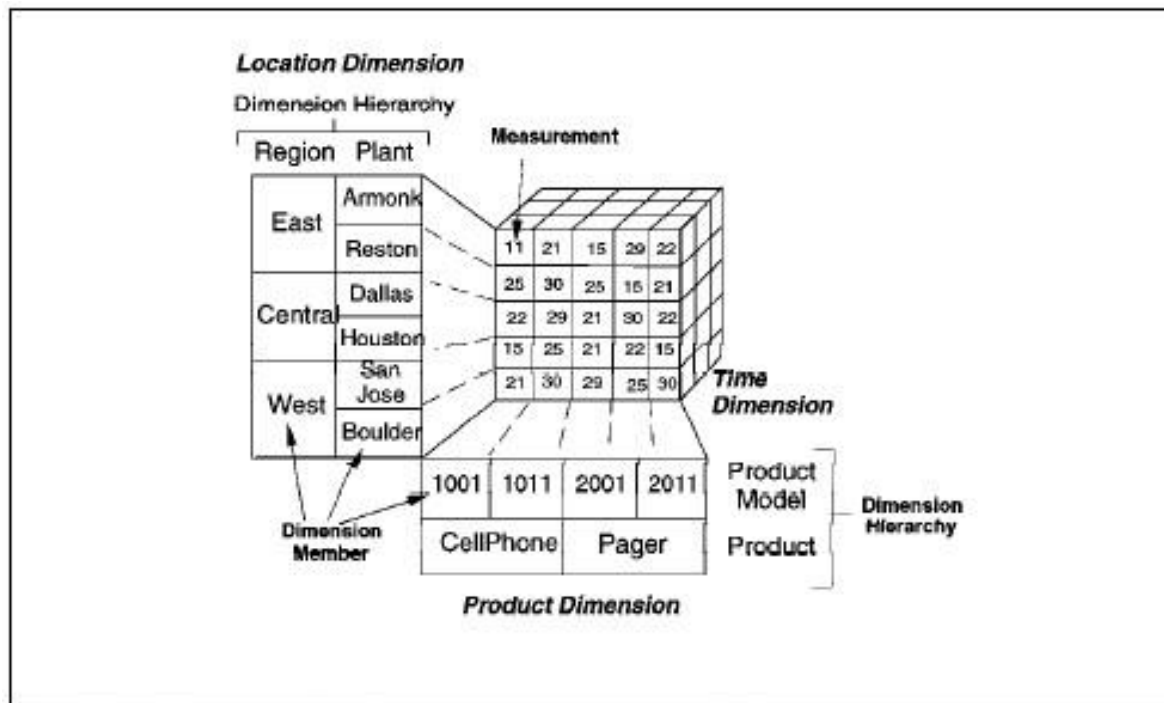 Location Dimension
Dimension Hierarchy
Region Plant
Measurement
East
Armonk
Reston
Central
Dallas
Houston
West
San
Jose
Boulder
11 21 15 29 22
25 30 25 15 21
22 29 21 30 22
15 25 21 22 15
21 30 29 25 30
Time
Dimension
1001 1011 2001 2011
Product
Model
CellPhone Pager
Product
Dimension
Hierarchy
Dimension
Member
Product Dimension